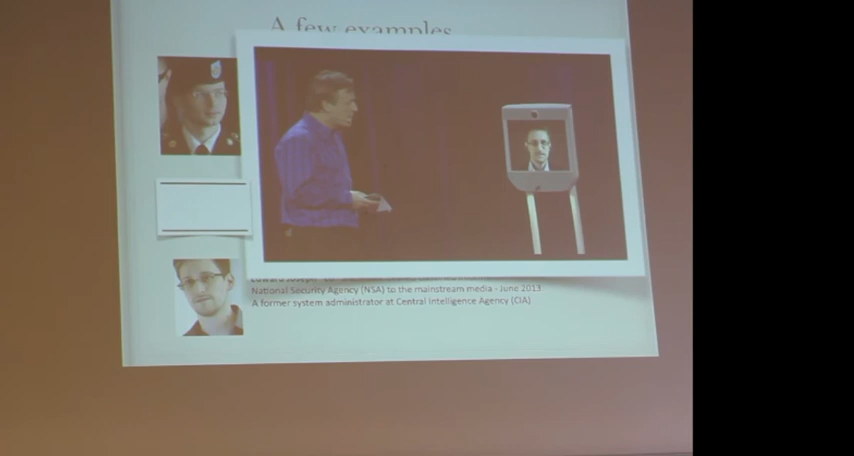 A few examples
National Security Agency (NSA) to the mainstream media - June 2013
A former system administrator at Central Intelligence Agency (CIA)